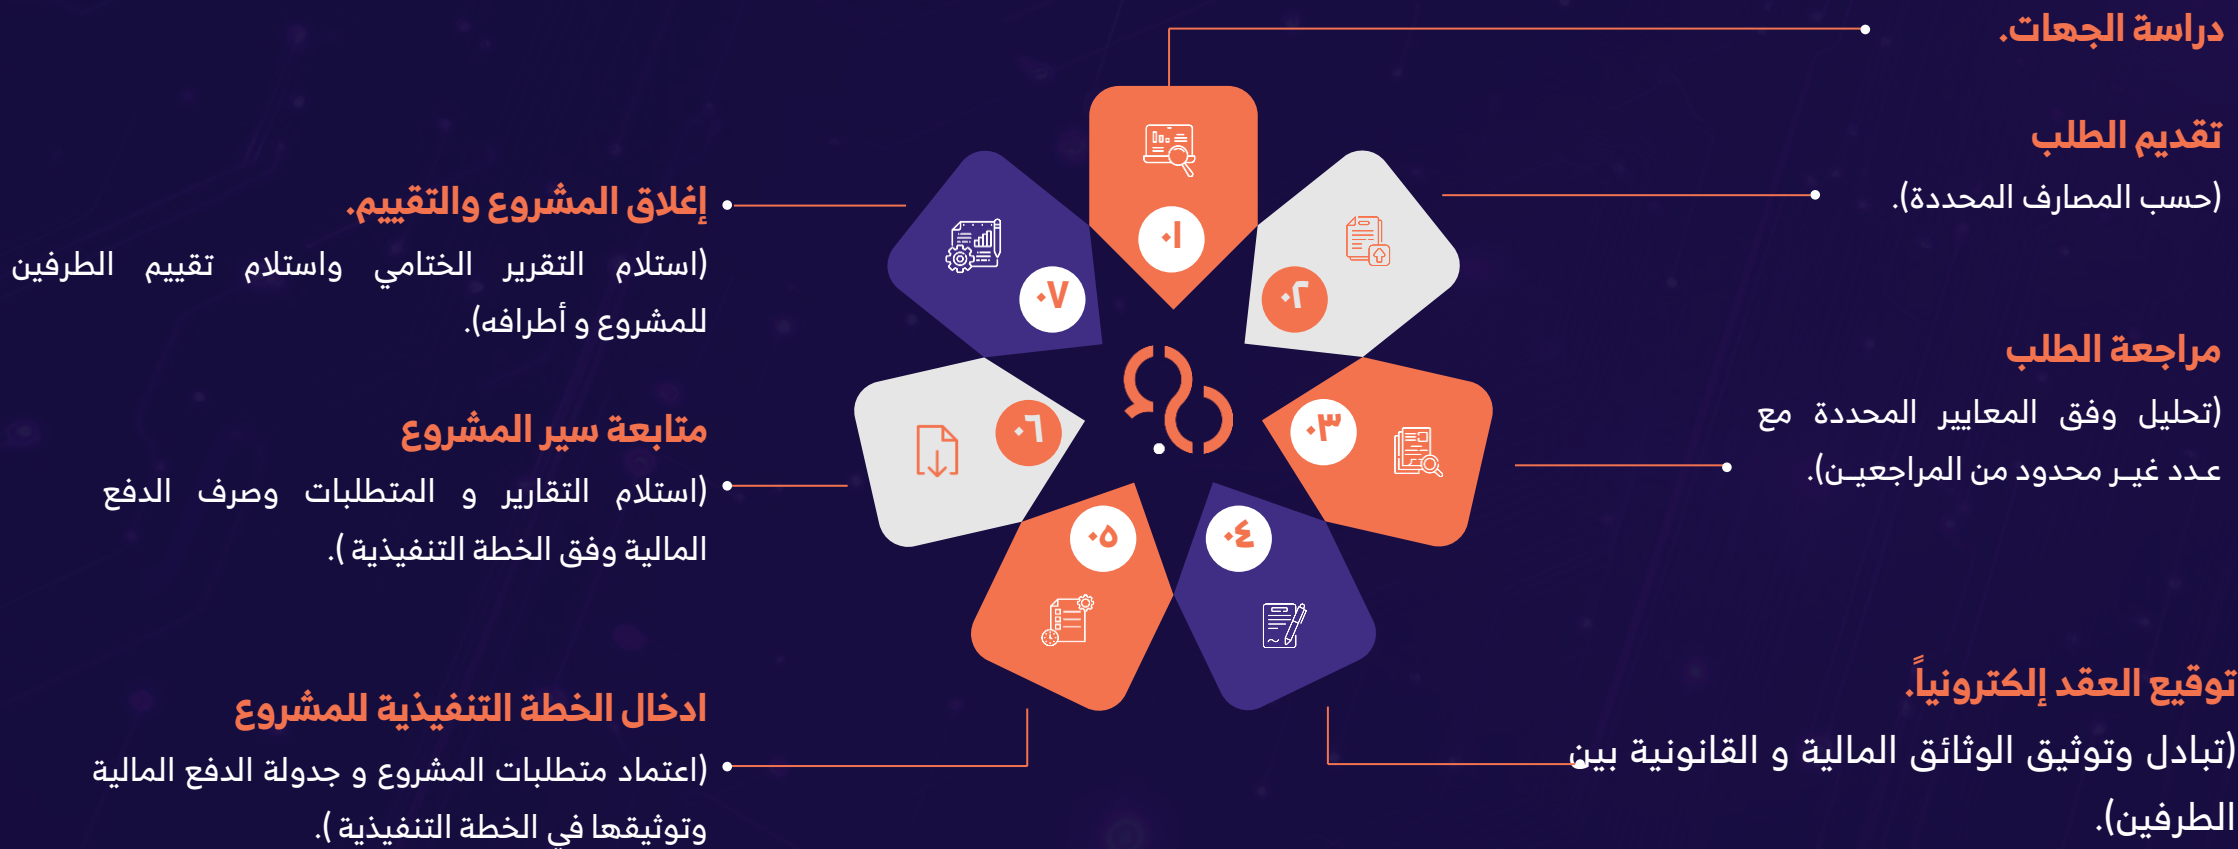 دراسة الجهات.
٠١
تقديم الطلب
(حسب المصارف المحددة).
٠٢
مراجعة الطلب
(تحليل وفق المعايير المحددة مع
عـدد غيـر محدود من المراجعيـن).
٠٣
توقيع العقد إلكترونياً.
(تبادل وتوثيق الوثائق المالية و القانونية بين
الطرفين).
٠٤
ادخال الخطة التنفيذية للمشروع
(اعتماد متطلبات المشروع و جدولة الدفع المالية
وتوثيقها في الخطة التنفيذية ).
٠٥
متابعة سير المشروع
(استلام التقارير و المتطلبات وصرف الدفع
المالية وفق الخطة التنفيذية ).
٠٦
إغلاق المشروع والتقييم.
(استلام التقرير الختامي واستلام تقييم الطرفين
للمشروع و أطرافه).
٠٧